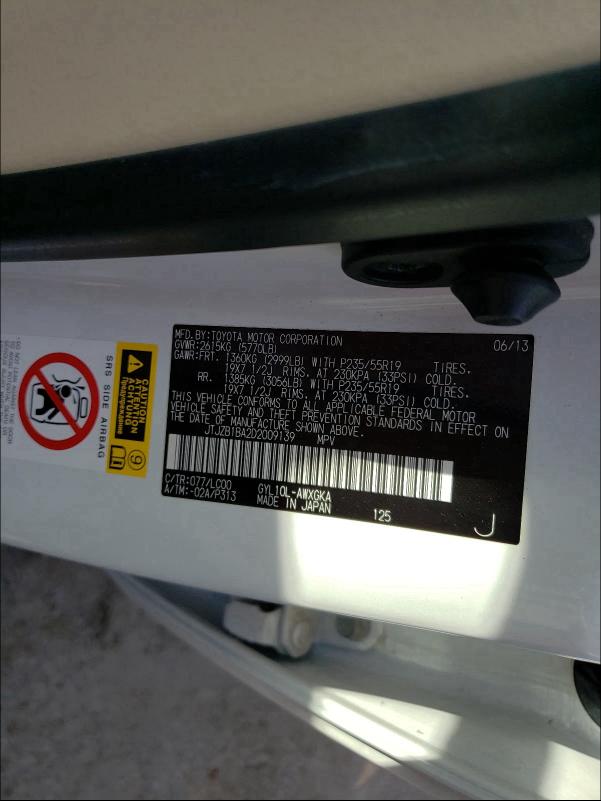 MFD.BY:TOYOTA MOTOR CORPORATION 06/13
GVWR:2615KG (5770LB)
GAWR:FRT. 1360KG (2999LB) WITH P235/55R19 TIRES.
19X7 1/2J RIMS. AT 230KPA (33PSI) COLD.
RR. 1385KG (3056LB) WITH P235/55R19 TIRES.
19X7 1/2J RIMS. AT 230KPA (33PSI) COLD.
THIS VEHICLE CONFORMS TO ALL APPLICABLE FEDERAL MOTOR
VEHICLE SAFETY AND THEFT PREVENTION STANDARDS IN EFFECT ON
THE DATE OF MANUFACTURE SHOWN ABOVE.
JTJZB1BA2D2009139 MPV
C/TR:077/LC00 GYL10L-AWXGKA
A/TM:-02A/P313 MADE IN JAPAN 125 J
CAUTION
ATTENTION
ACHTUNG
Предупреждение
SRS SIDE AIRBAG